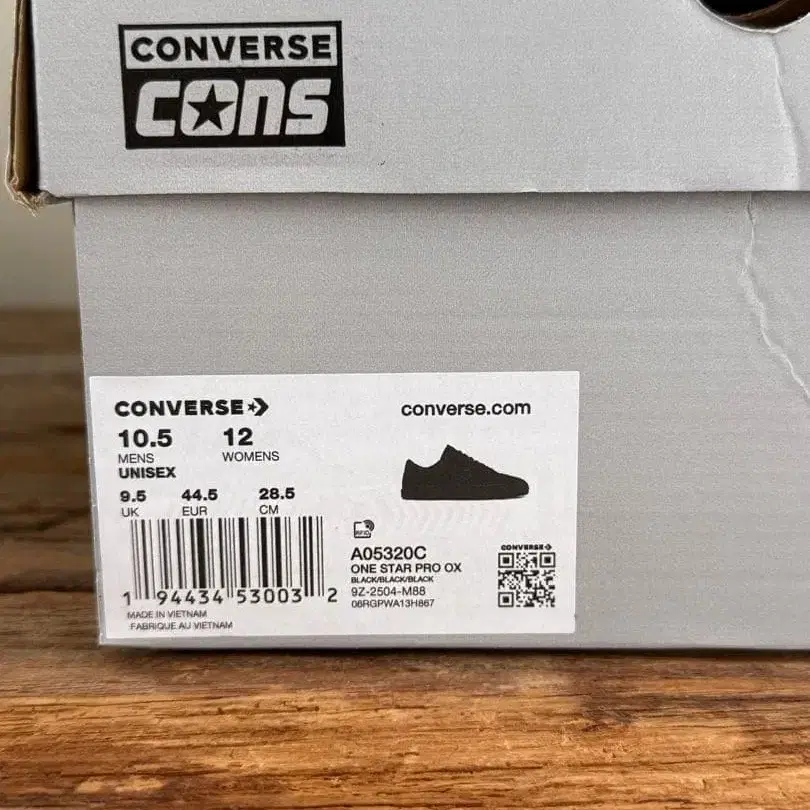 CONVERSE
CONS
CONVERSE
converse.com
10.5 12
MENS WOMENS
UNISEX
9.5 44.5 28.5
UK EUR CM
RFID
A05320C
ONE STAR PRO OX
BLACK/BLACK/BLACK
9Z-2504-M88
06RGPWA13H867
CONVERSE
1 94434 53003 2
MADE IN VIETNAM
FABRIQUE AU VIETNAM